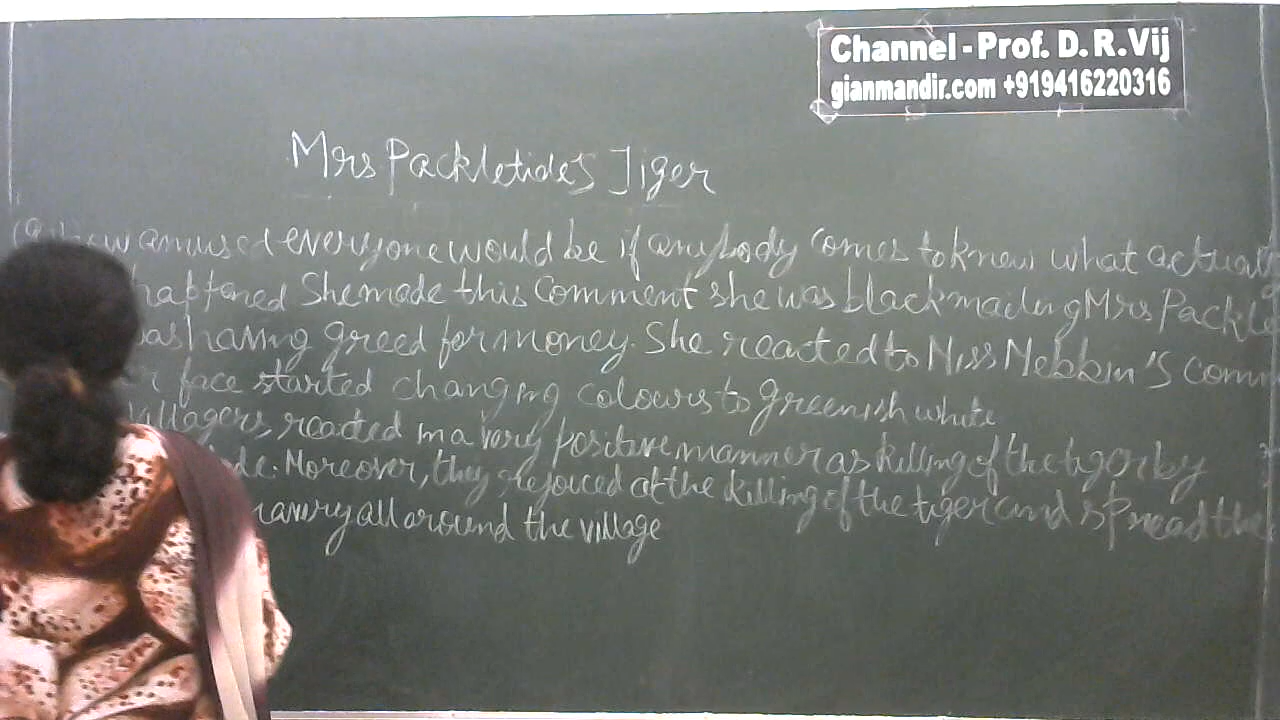 Channel - Prof. D. R. Vij
gianmandir.com +919416220316
Mrs Packletide's Tiger
amused everyone would be if anybody comes to know what actually
happened She made this Comment she was blackmailing Mrs Packle
having greed for money. She reacted to Miss Mebbin's comm
face started changing colours to greenish white
villagers reacted in a very positive manner as killing of the tiger by
Moreover, they rejoiced at the killing of the tiger and spread the
all around the village